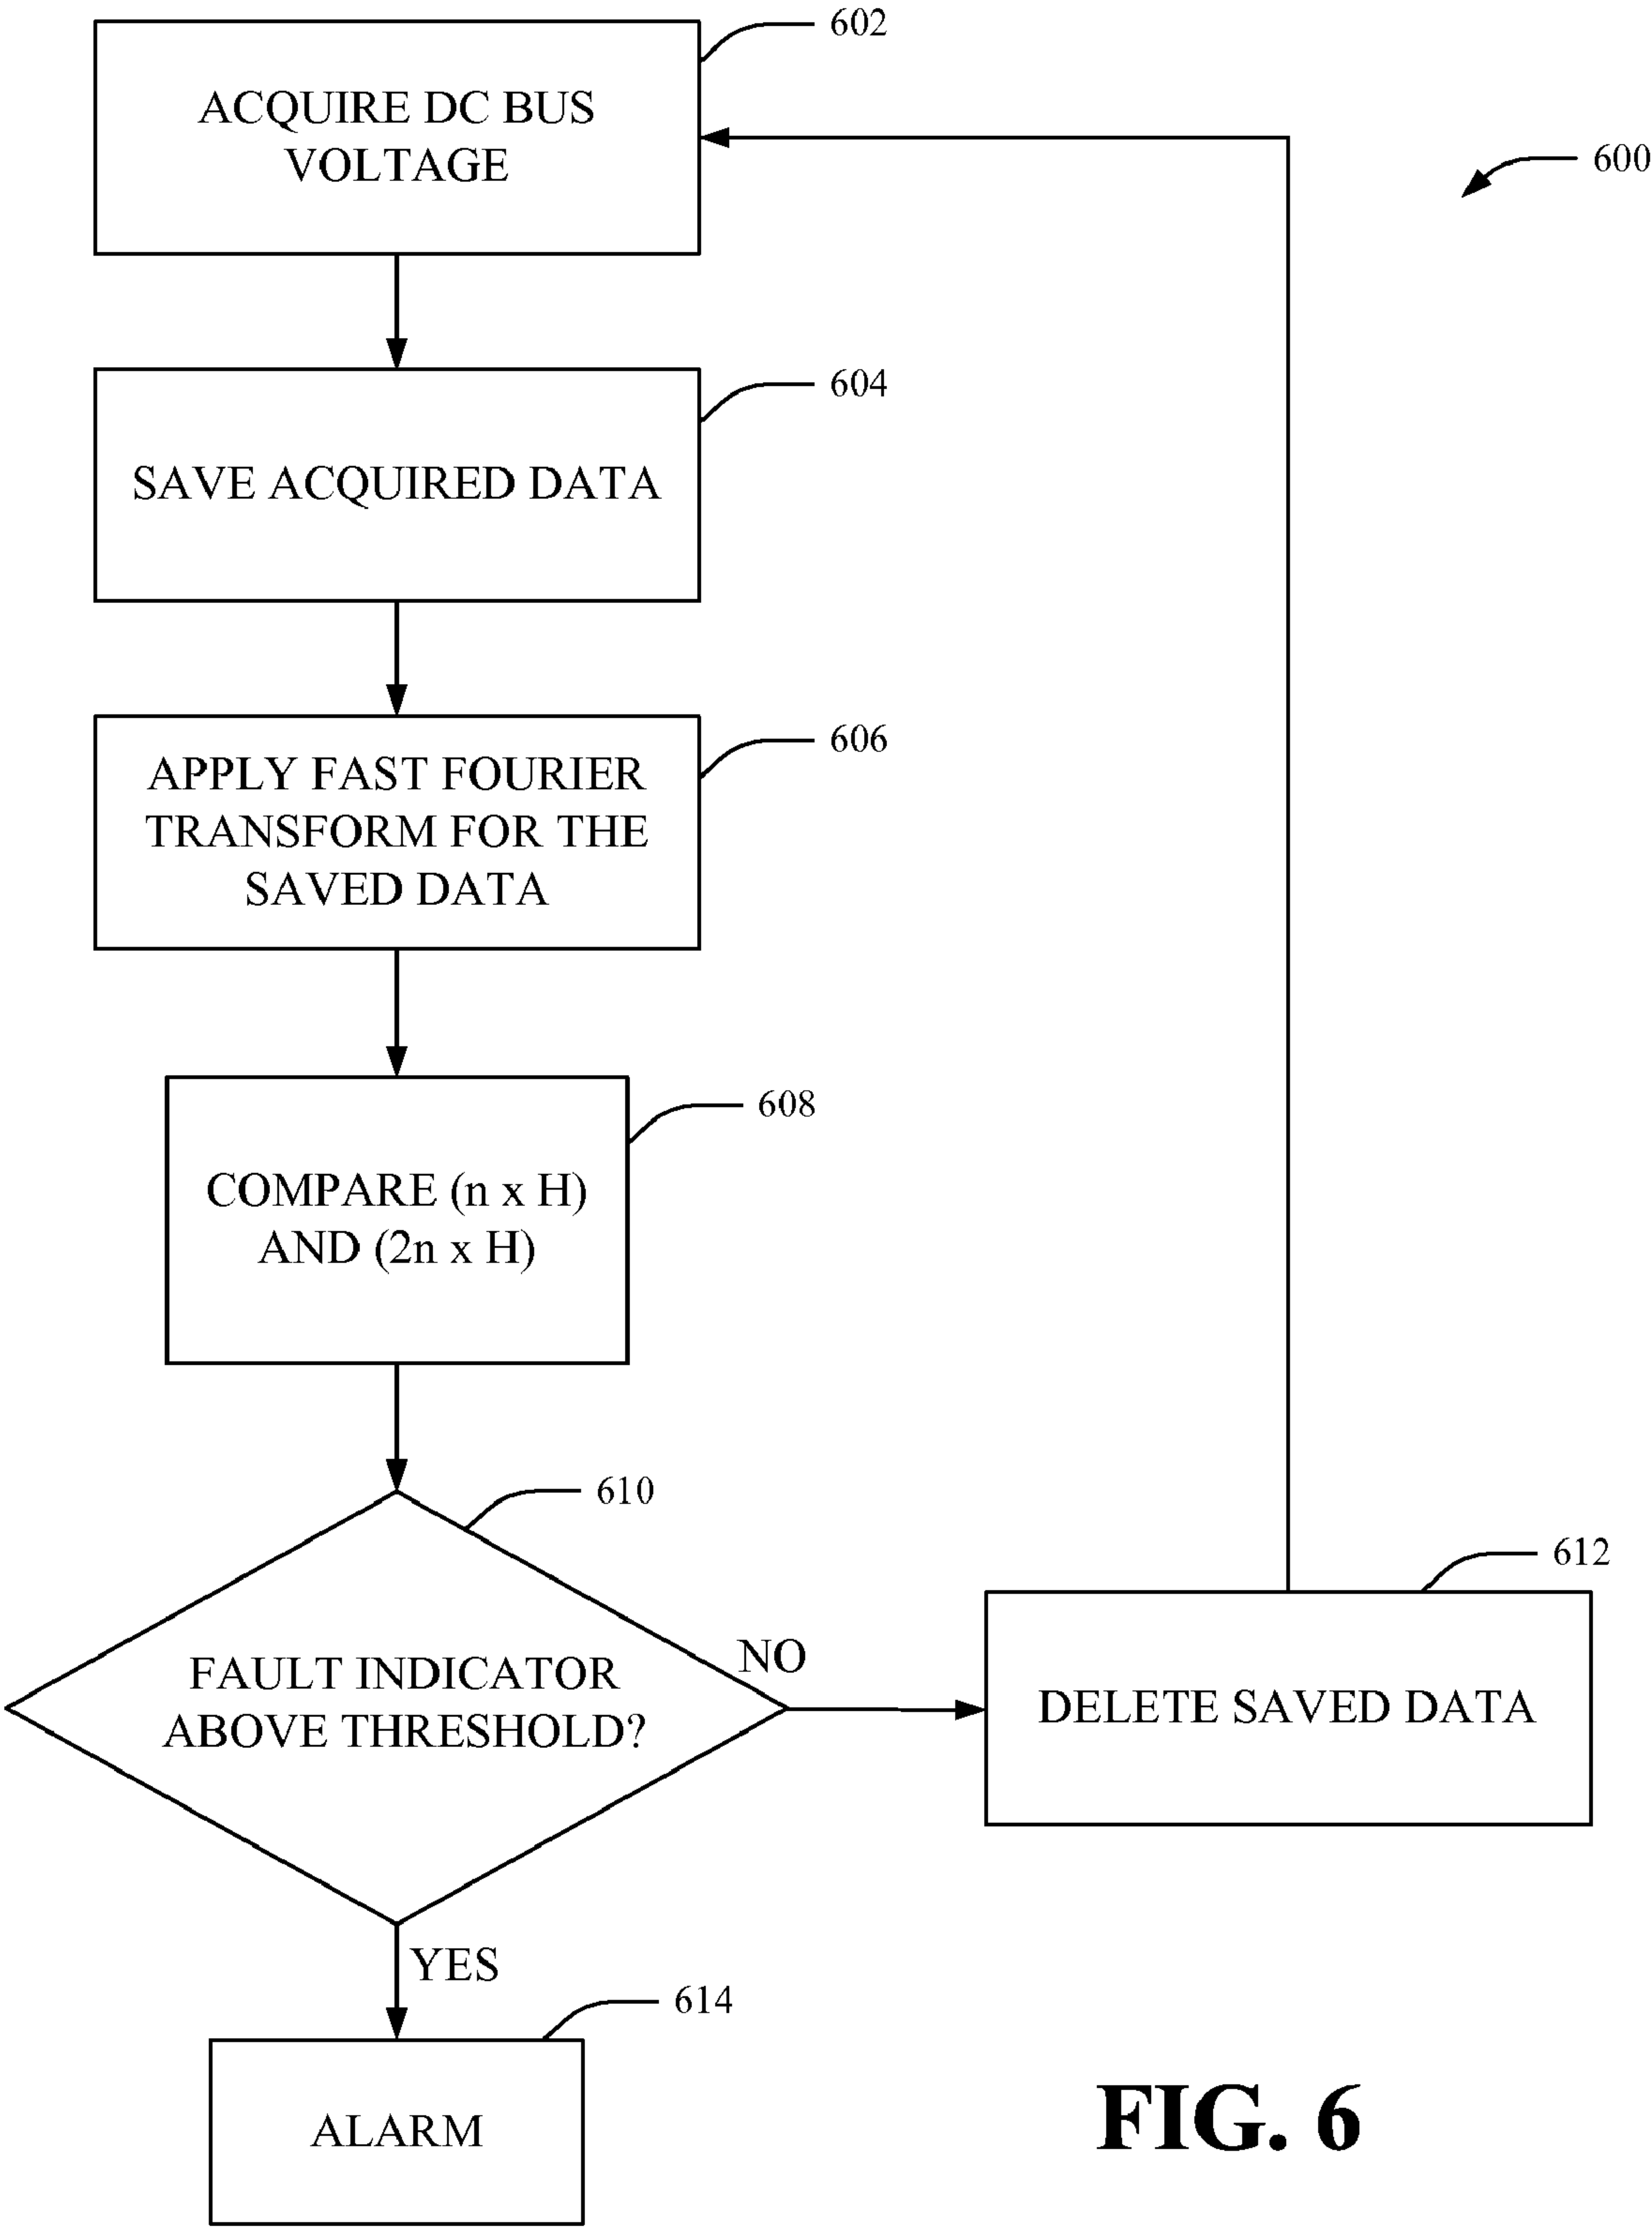 602
ACQUIRE DC BUS
VOLTAGE
600
604
SAVE ACQUIRED DATA
606
APPLY FAST FOURIER
TRANSFORM FOR THE
SAVED DATA
608
COMPARE (n x H)
AND (2n x H)
610
FAULT INDICATOR
ABOVE THRESHOLD?
NO
612
DELETE SAVED DATA
YES
614
ALARM
FIG. 6